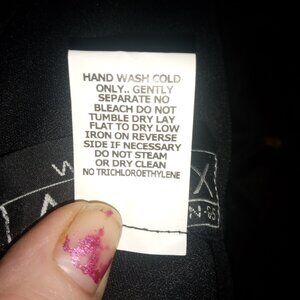 HAND WASH COLD
ONLY.. GENTLY
SEPARATE NO
BLEACH DO NOT
TUMBLE DRY LAY
FLAT TO DRY LOW
IRON ON REVERSE
SIDE IF NECESSARY
DO NOT STEAM
OR DRY CLEAN
NO TRICHLOROETHYLENE